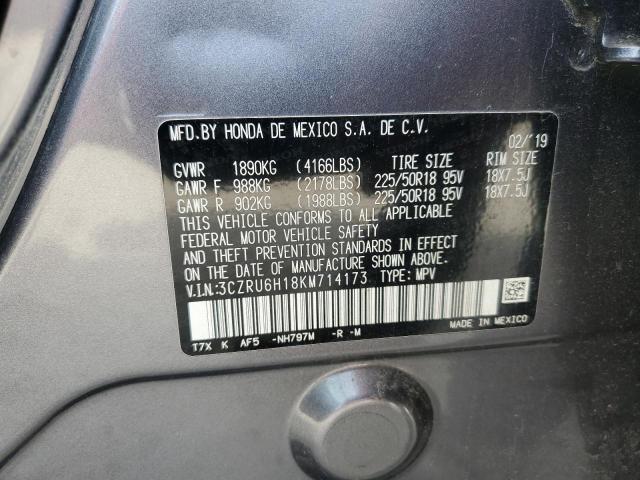 MFD.BY HONDA DE MEXICO S.A. DE C.V.
02/'19
GVWR 1890KG (4166LBS) TIRE SIZE RIM SIZE
GAWR F 988KG (2178LBS) 225/50R18 95V 18X7.5J
GAWR R 902KG (1988LBS) 225/50R18 95V 18X7.5J
THIS VEHICLE CONFORMS TO ALL APPLICABLE
FEDERAL MOTOR VEHICLE SAFETY
AND THEFT PREVENTION STANDARDS IN EFFECT
ON THE DATE OF MANUFACTURE SHOWN ABOVE.
V.I.N:3CZRU6H18KM714173 TYPE: MPV
T7X K AF5 -NH797M -R -M MADE IN MEXICO